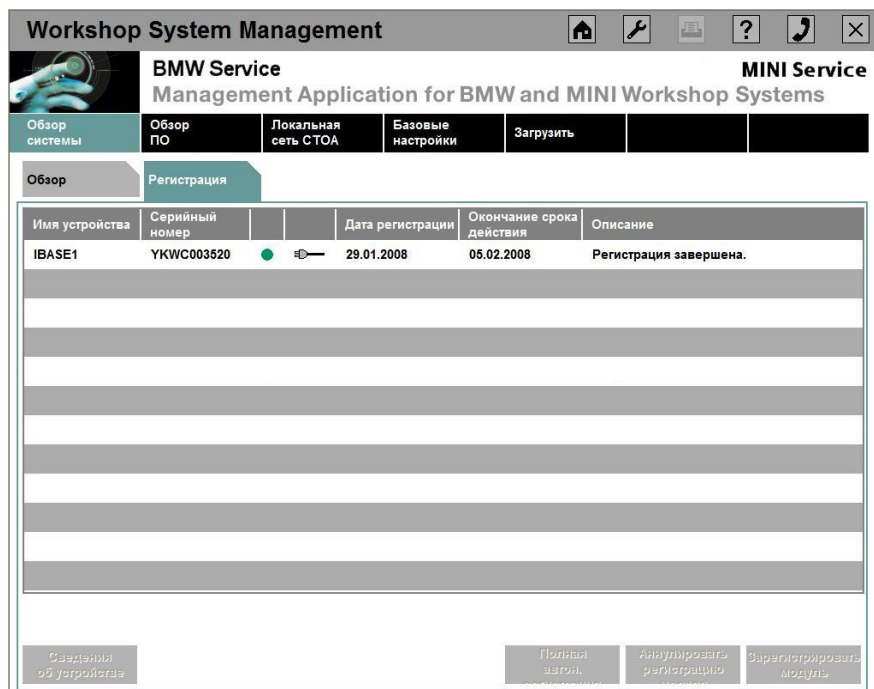 Workshop System Management
?
BMW Service
MINI Service
Management Application for BMW and MINI Workshop Systems
Обзор системы
Обзор ПО
Локальная сеть СТОА
Базовые настройки
Загрузить
Обзор
Регистрация
Имя устройства
Серийный номер
Дата регистрации
Окончание срока действия
Описание
IBASE1 YKWC003520 29.01.2008 05.02.2008 Регистрация завершена.
Сведения об устройстве
Полная автон.
Аннулировать регистрацию
Зарегистрировать модуль